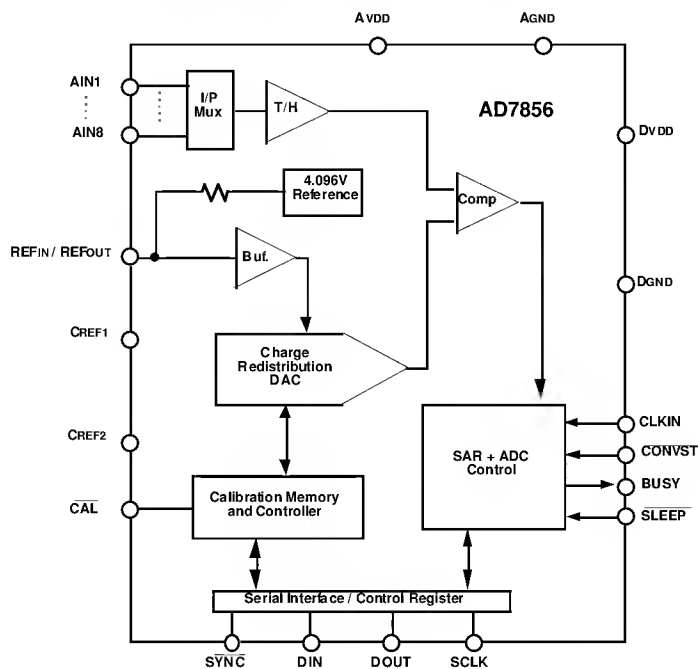 AVDD
AGND
AIN1
AIN8
I/P
Mux
T/H
AD7856
DVDD
4.096V
Reference
Comp
REFIN / REFOUT
Buf.
DGND
CREF1
Charge
Redistribution
DAC
CREF2
SAR + ADC
Control
CLKIN
CONVST
BUSY
SLEEP
CAL
Calibration Memory
and Controller
Serial Interface / Control Register
SYNC
DIN
DOUT
SCLK